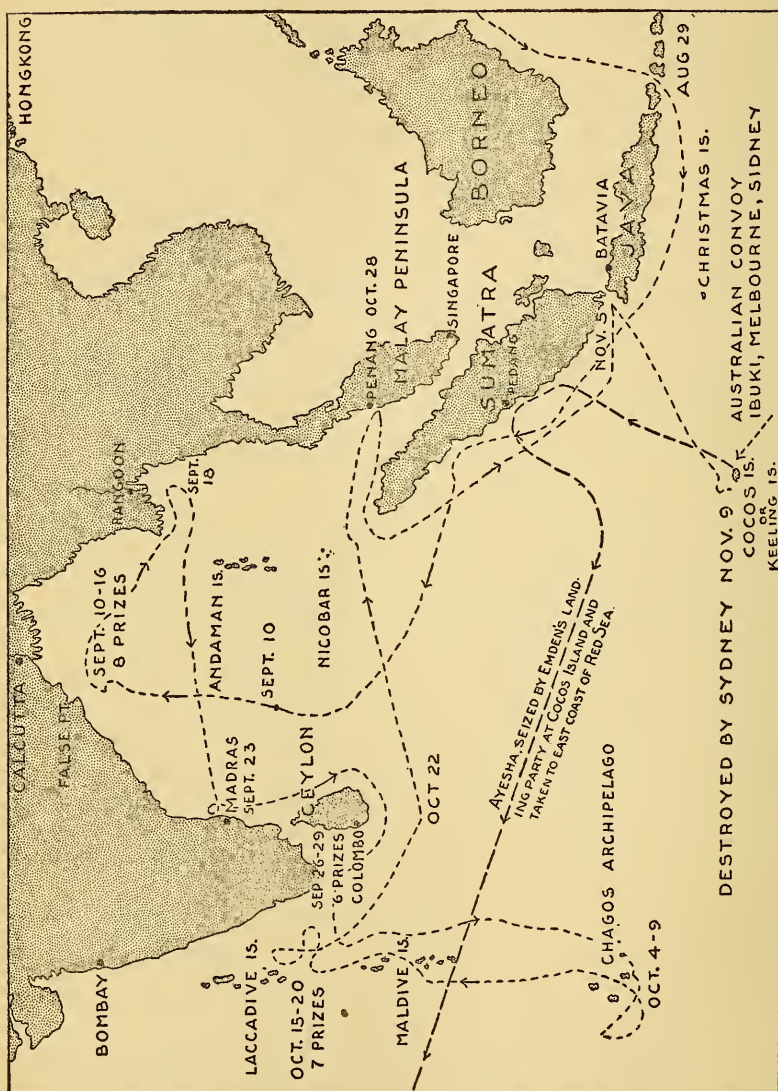 HONGKONG
CALCUTTA
FALSE PT.
BOMBAY
RANGOON
SEPT. 10-16
8 PRIZES
SEPT.
18
MADRAS
SEPT. 23
ANDAMAN IS.
SEPT. 10
NICOBAR IS.
CEYLON
SEP 26-29
6 PRIZES
COLOMBO
LACCADIVE IS.
OCT. 15-20
7 PRIZES
MALDIVE IS.
OCT 22
PENANG OCT. 28
MALAY PENINSULA
SINGAPORE
BORNEO
SUMATRA
PEDANG
BATAVIA
JAVA
NOV. 5
AUG 29
CHRISTMAS IS.
AYESHA, SEIZED BY EMDEN'S LAND-
ING PARTY AT COCOS ISLAND AND
TAKEN TO EAST COAST OF RED SEA.
CHAGOS ARCHIPELAGO
OCT. 4-9
DESTROYED BY SYDNEY NOV. 9
COCOS IS.
OR
KEELING IS.
AUSTRALIAN CONVOY
IBUKI, MELBOURNE, SIDNEY